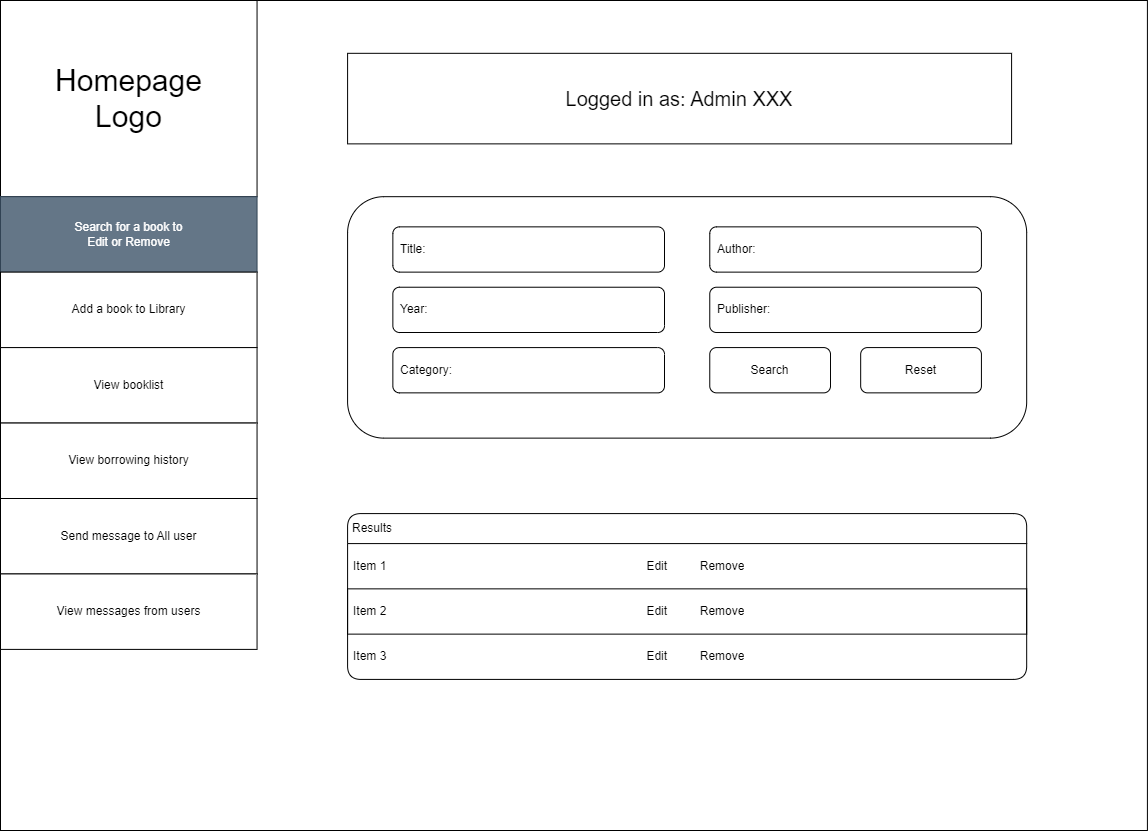 Homepage
Logo
Search for a book to
Edit or Remove
Add a book to Library
View booklist
View borrowing history
Send message to All user
View messages from users
Logged in as: Admin XXX
Title:
Author:
Year:
Publisher:
Category:
Search
Reset
Results
Item 1 Edit Remove
Item 2 Edit Remove
Item 3 Edit Remove